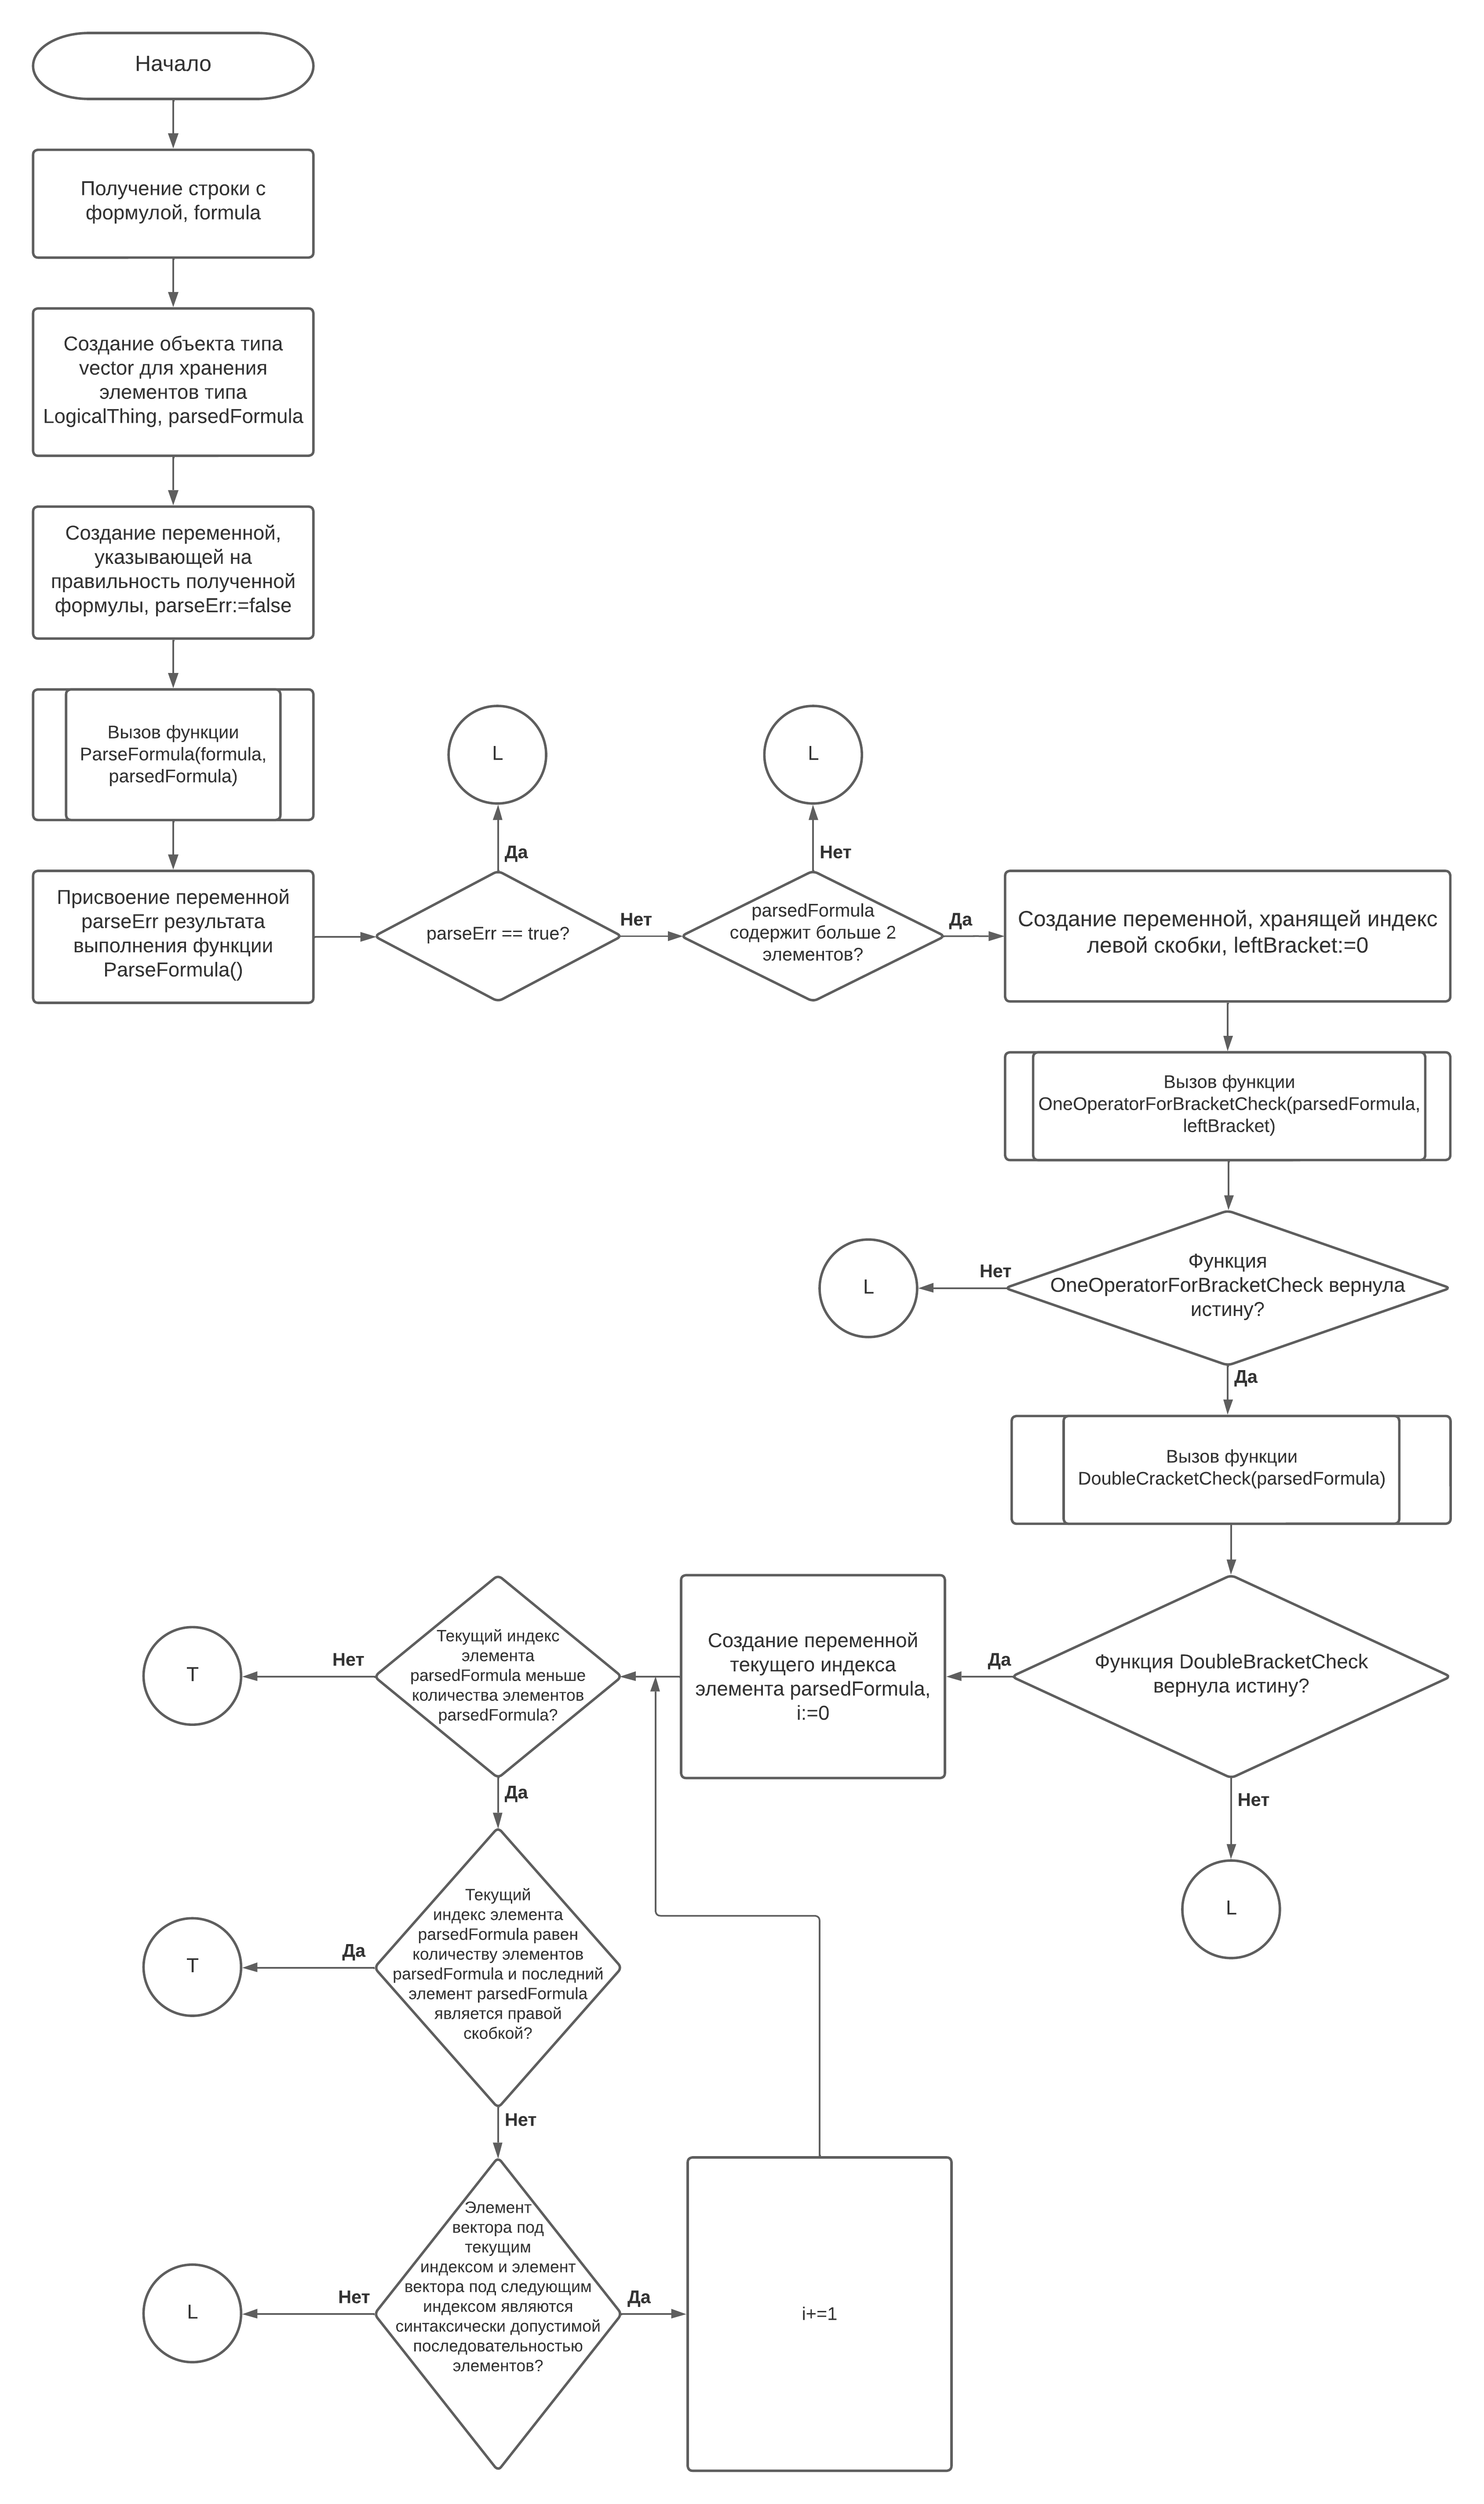 Начало
Получение строки с
формулой, formula
Создание объекта типа
vector для хранения
элементов типа
LogicalThing, parsedFormula
Создание переменной,
указывающей на
правильность полученной
формулы, parseErr:=false
Вызов функции
ParseFormula(formula,
parsedFormula)
Присвоение переменной
parseErr результата
выполнения функции
ParseFormula()
L
Да
parseErr == true?
Нет
L
Нет
parsedFormula
содержит больше 2
элементов?
Да
Создание переменной, хранящей индекс
левой скобки, leftBracket:=0
Вызов функции
OneOperatorForBracketCheck(parsedFormula,
leftBracket)
Функция
OneOperatorForBracketCheck вернула
истину?
Нет
L
Да
Вызов функции
DoubleCracketCheck(parsedFormula)
Функция DoubleBracketCheck
вернула истину?
Нет
L
Да
Создание переменной
текущего индекса
элемента parsedFormula,
i:=0
Текущий индекс
элемента
parsedFormula меньше
количества элементов
parsedFormula?
Нет
T
Да
Текущий
индекс элемента
parsedFormula равен
количеству элементов
parsedFormula и последний
элемент parsedFormula
является правой
скобкой?
Да
T
Нет
Элемент
вектора под
текущим
индексом и элемент
вектора под следующим
индексом являются
синтаксически допустимой
последовательностью
элементов?
Нет
L
Да
i+=1